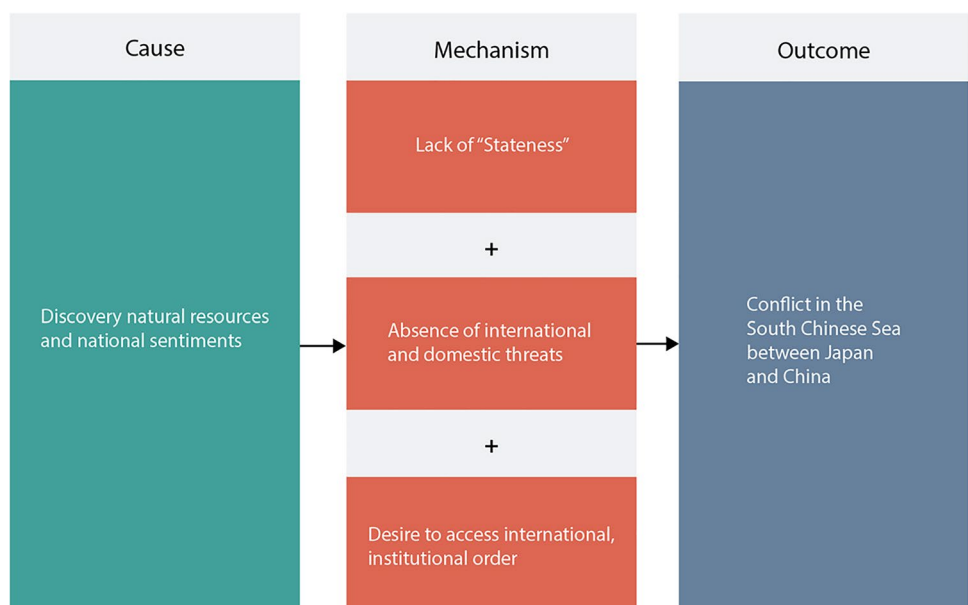 Cause
Mechanism
Outcome
Discovery natural resources
and national sentiments
Lack of “Stateness”
+
Absence of international
and domestic threats
+
Desire to access international,
institutional order
Conflict in the
South Chinese Sea
between Japan
and China